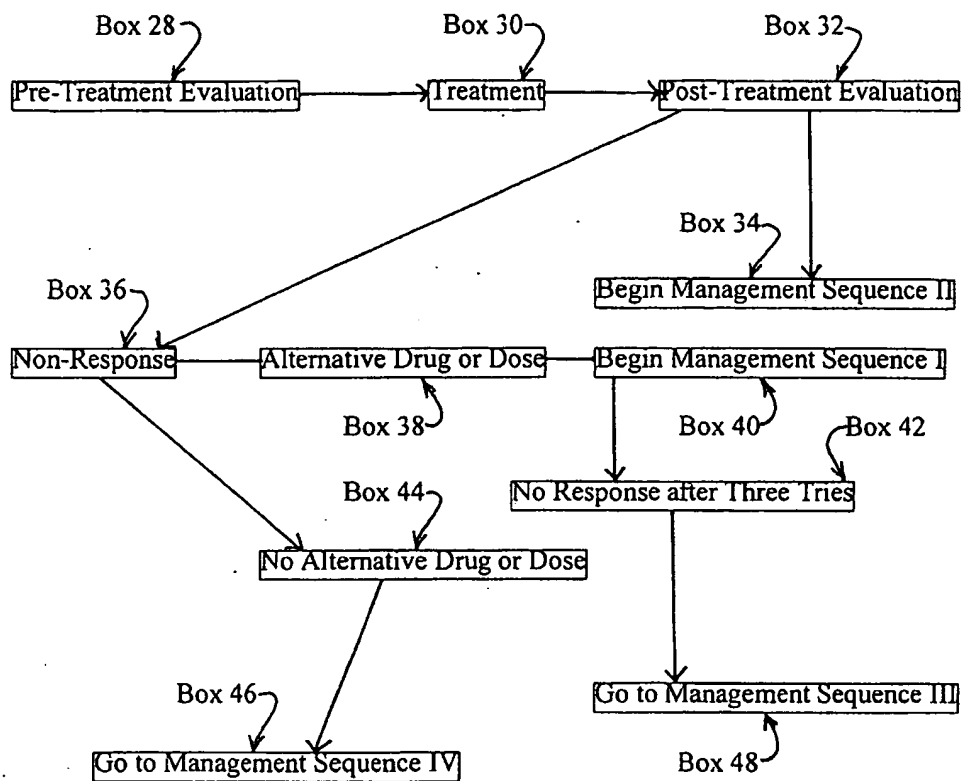 Box 28
Box 30
Box 32
Pre-Treatment Evaluation
Treatment
Post-Treatment Evaluation
Box 34
Begin Management Sequence II
Box 36
Non-Response
Alternative Drug or Dose
Begin Management Sequence I
Box 38
Box 40
Box 42
No Response after Three Tries
Box 44
No Alternative Drug or Dose
Box 46
Go to Management Sequence III
Go to Management Sequence IV
Box 48